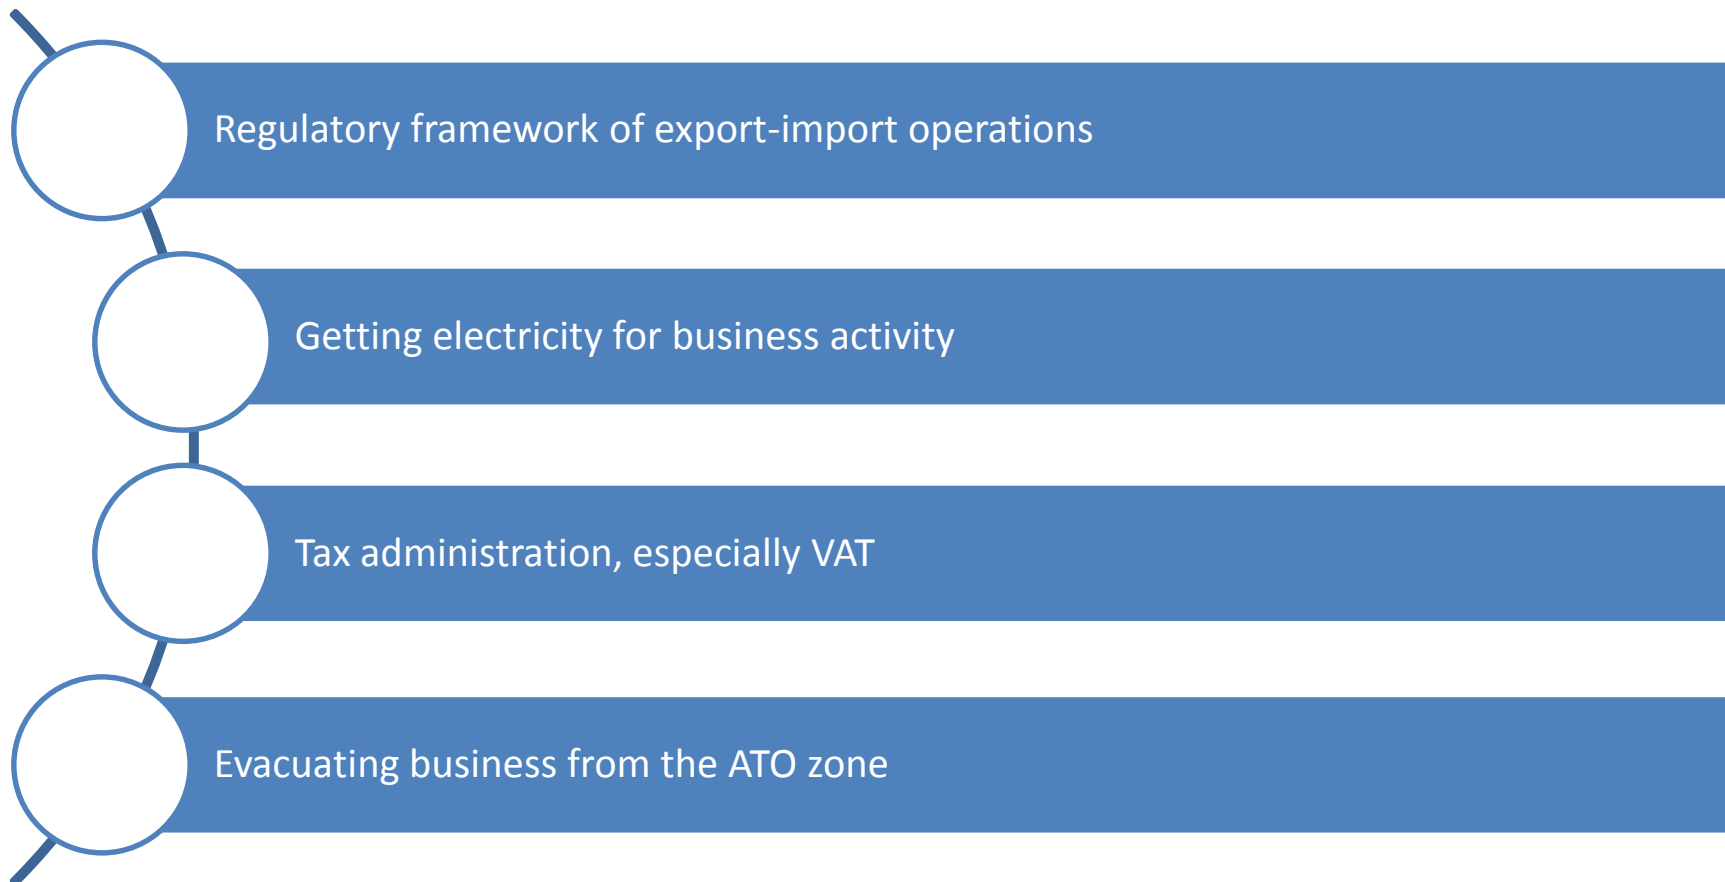 Regulatory framework of export-import operations
Getting electricity for business activity
Tax administration, especially VAT
Evacuating business from the ATO zone